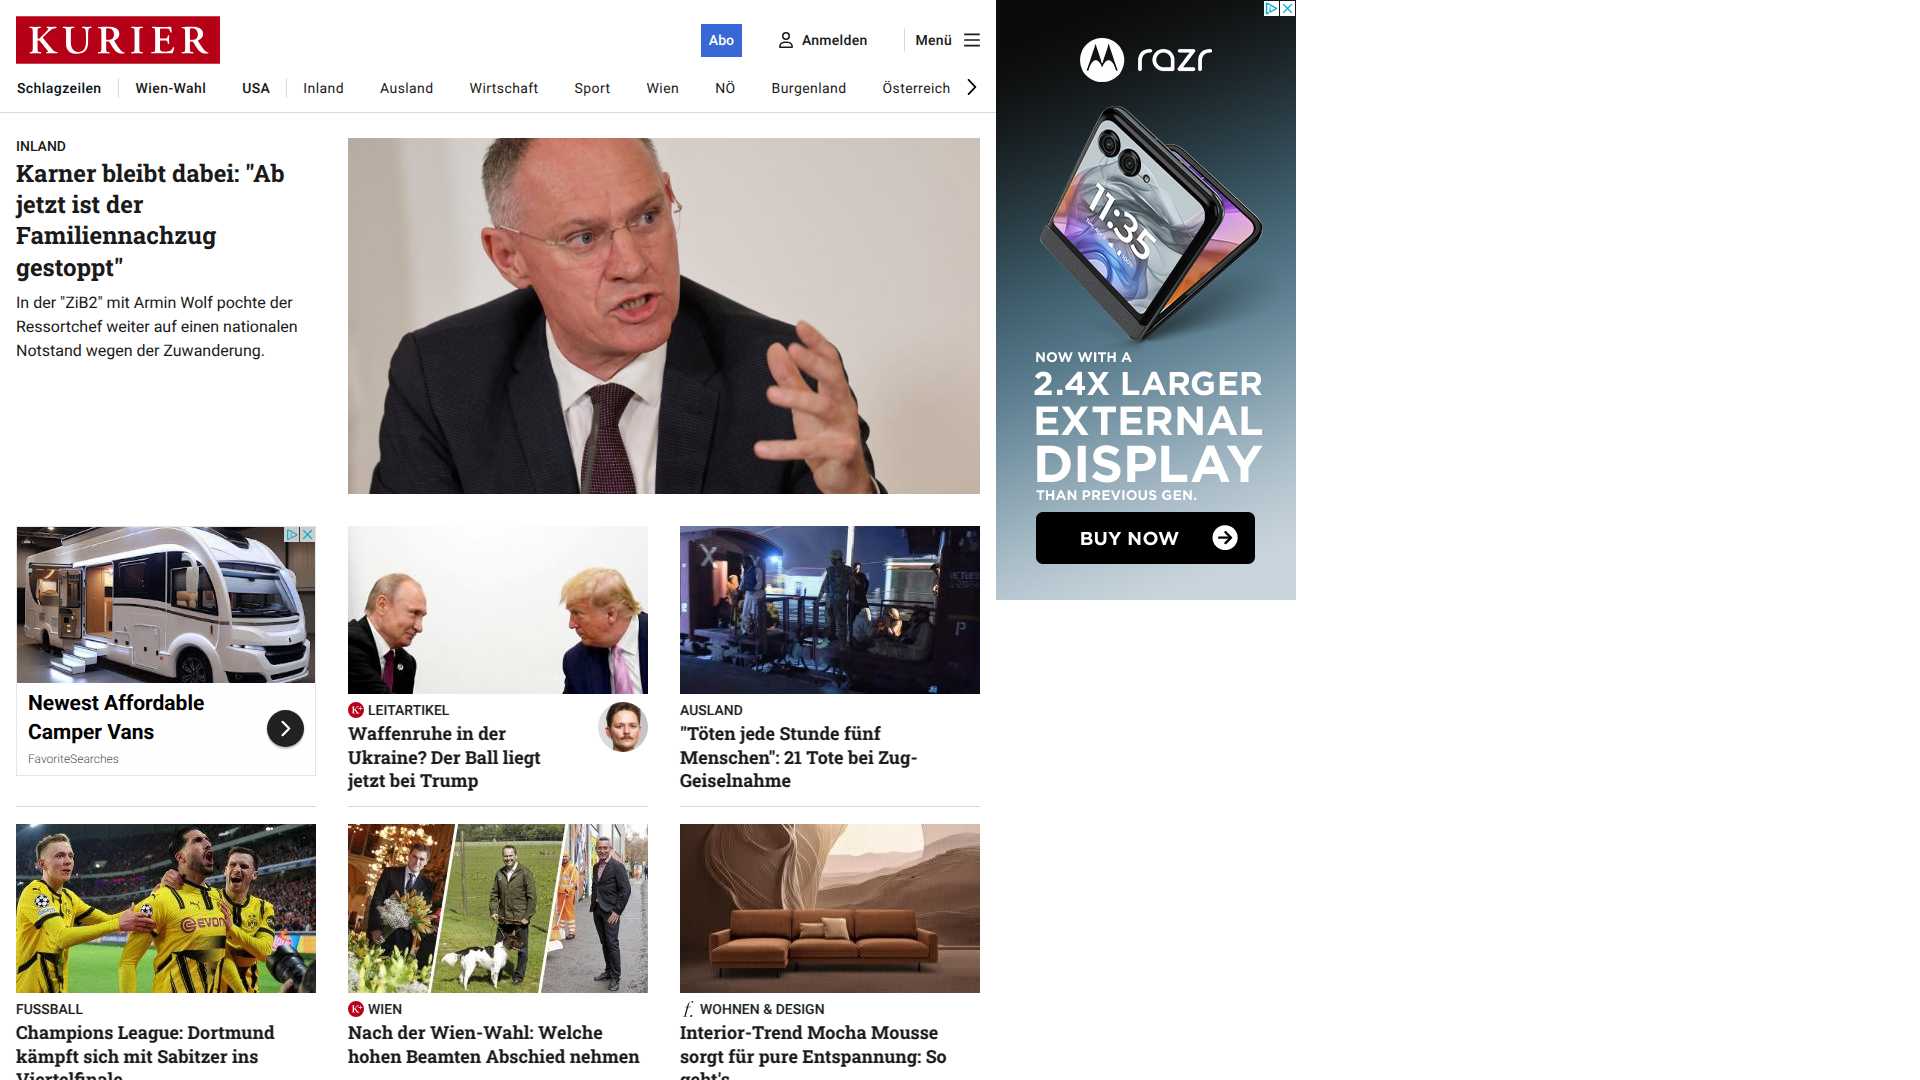 KURIER
Abo
Anmelden
Menü
Schlagzeilen
Wien-Wahl
USA
Inland
Ausland
Wirtschaft
Sport
Wien
NÖ
Burgenland
Österreich
INLAND
Karner bleibt dabei: "Ab
jetzt ist der
Familiennachzug
gestoppt"
In der "ZiB2" mit Armin Wolf pochte der
Ressortchef weiter auf einen nationalen
Notstand wegen der Zuwanderung.
razr
11:35
NOW WITH A
2.4X LARGER
EXTERNAL
DISPLAY
THAN PREVIOUS GEN.
BUY NOW
Newest Affordable
Camper Vans
FavoriteSearches
K+ LEITARTIKEL
Waffenruhe in der
Ukraine? Der Ball liegt
jetzt bei Trump
AUSLAND
"Töten jede Stunde fünf
Menschen": 21 Tote bei Zug-
Geiselnahme
EVON
FUSSBALL
Champions League: Dortmund
kämpft sich mit Sabitzer ins
Viertelfinale
K+ WIEN
Nach der Wien-Wahl: Welche
hohen Beamten Abschied nehmen
f. WOHNEN & DESIGN
Interior-Trend Mocha Mousse
sorgt für pure Entspannung: So
geht's